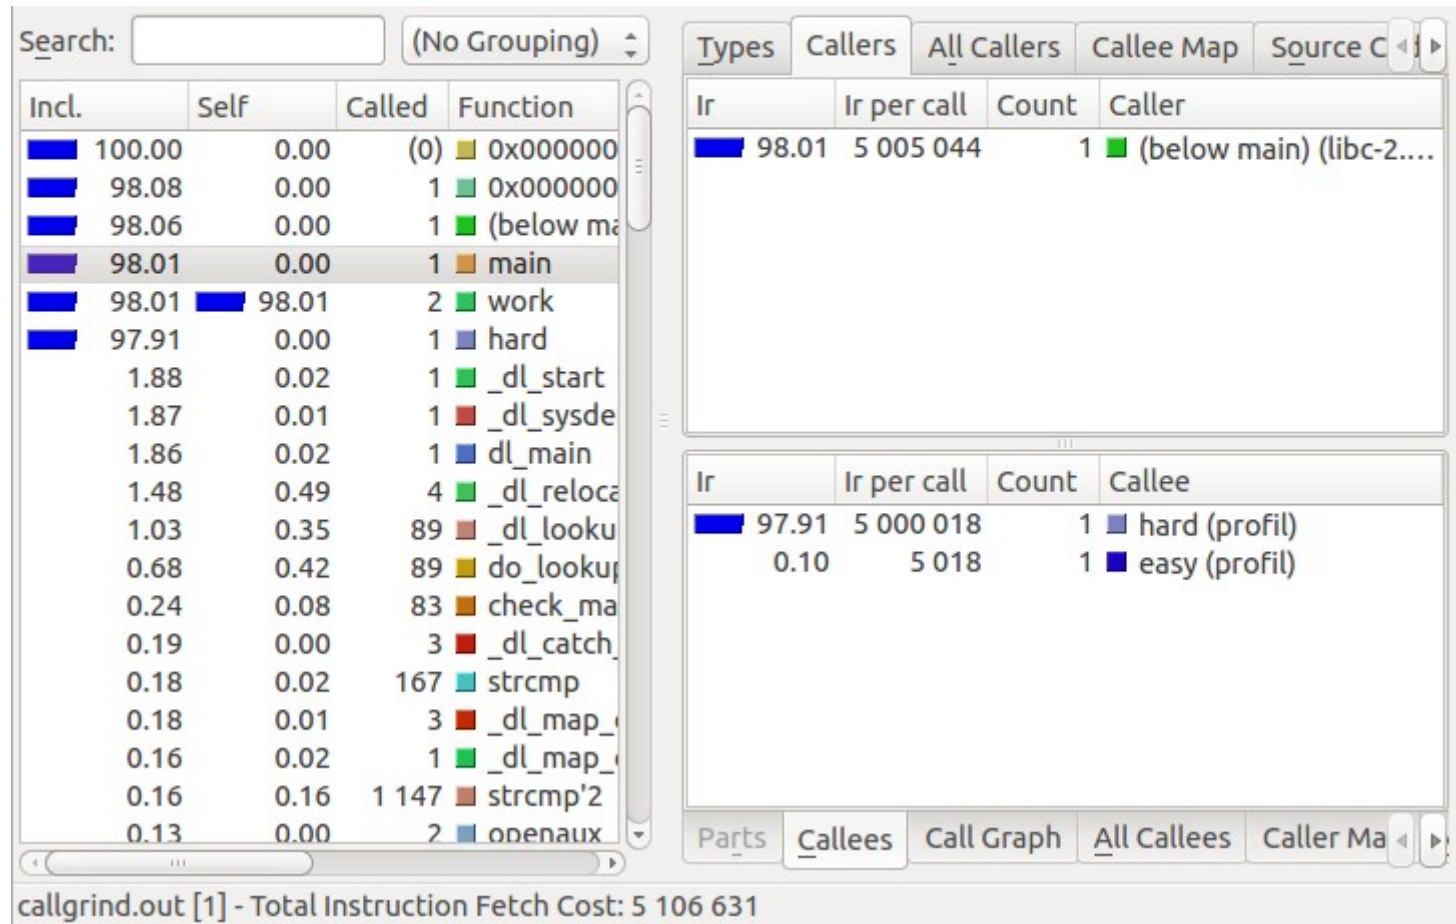 Search: (No Grouping)
Incl. Self Called Function
100.00 0.00 (0) 0x000000
98.08 0.00 1 0x000000
98.06 0.00 1 (below ma
98.01 0.00 1 main
98.01 98.01 2 work
97.91 0.00 1 hard
1.88 0.02 1 _dl_start
1.87 0.01 1 _dl_sysde
1.86 0.02 1 dl_main
1.48 0.49 4 _dl_reloca
1.03 0.35 89 _dl_looku
0.68 0.42 89 do_lookup
0.24 0.08 83 check_ma
0.19 0.00 3 _dl_catch_
0.18 0.02 167 strcmp
0.18 0.01 3 _dl_map_
0.16 0.02 1 _dl_map_
0.16 0.16 1 147 strcmp'2
0.13 0.00 2 openaux
Types Callers All Callers Callee Map Source
Ir Ir per call Count Caller
98.01 5 005 044 1 (below main) (libc-2....
Ir Ir per call Count Callee
97.91 5 000 018 1 hard (profil)
0.10 5 018 1 easy (profil)
Parts Callees Call Graph All Callees Caller Ma
callgrind.out [1] - Total Instruction Fetch Cost: 5 106 631